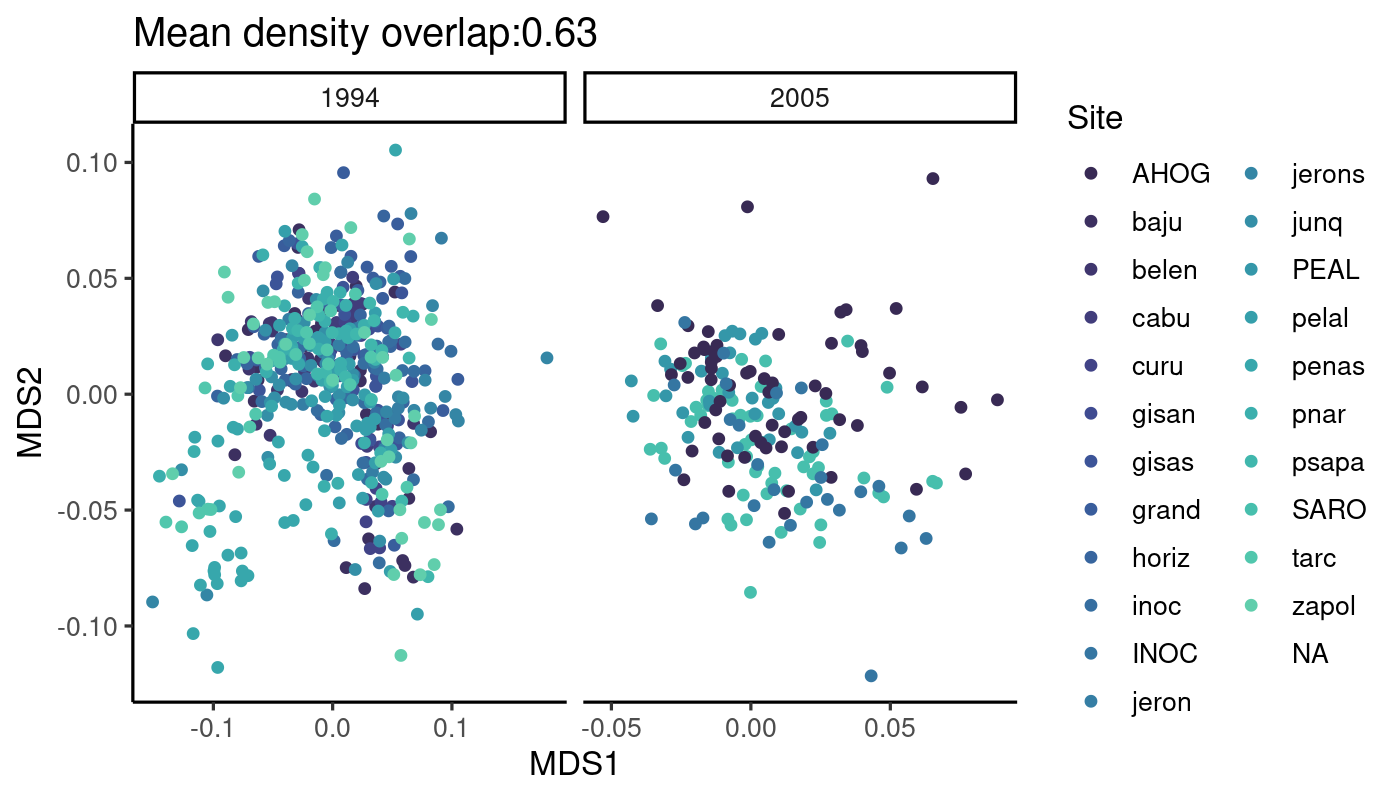 Mean density overlap:0.63
1994
2005
0.10
0.05
0.00
-0.05
-0.10
MDS2
-0.1
0.0
0.1
-0.05
0.00
0.05
MDS1
Site
AHOG
baju
belen
cabu
curu
gisan
gisas
grand
horiz
inoc
INOC
jeron
jerons
junq
PEAL
pelal
penas
pnar
psapa
SARO
tarc
zapol
NA